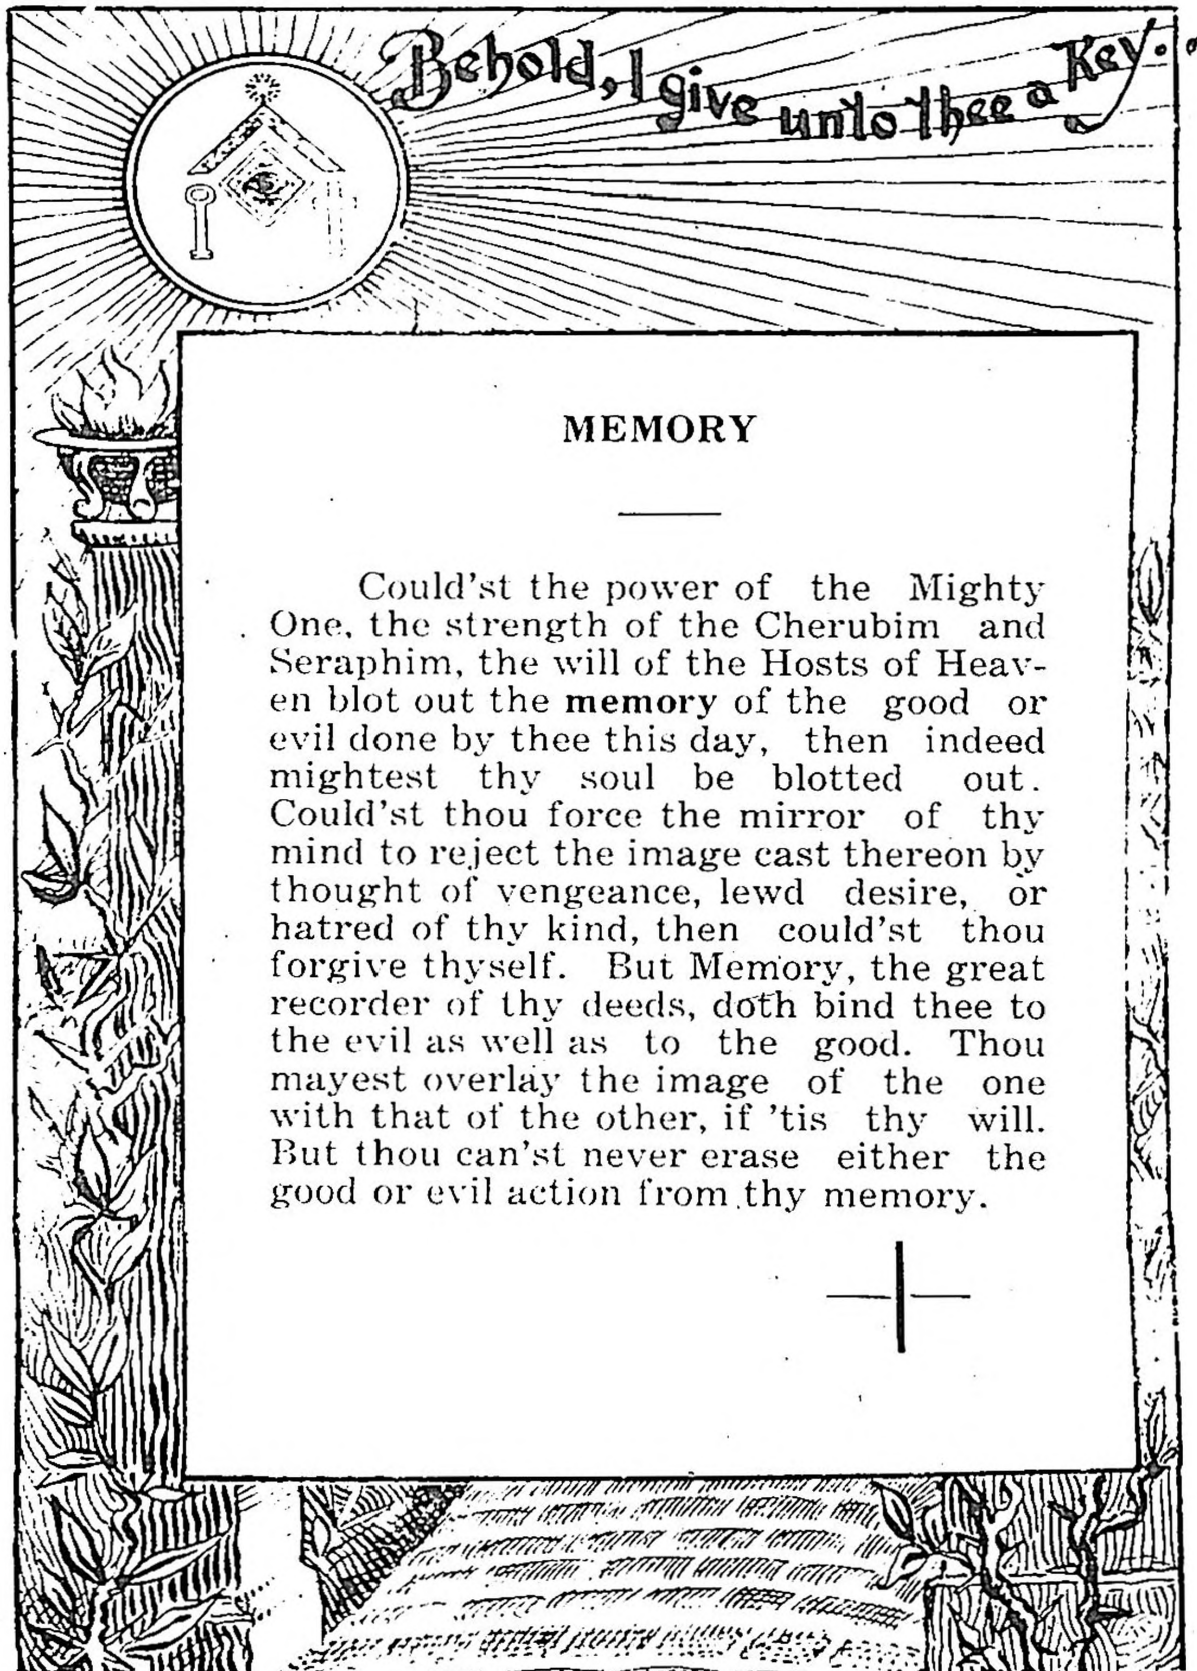 Behold, I give unto thee a Key.
MEMORY
Could'st the power of the Mighty
One, the strength of the Cherubim and
Seraphim, the will of the Hosts of Heav-
en blot out the memory of the good or
evil done by thee this day, then indeed
mightest thy soul be blotted out.
Could'st thou force the mirror of thy
mind to reject the image cast thereon by
thought of vengeance, lewd desire, or
hatred of thy kind, then could'st thou
forgive thyself. But Memory, the great
recorder of thy deeds, doth bind thee to
the evil as well as to the good. Thou
mayest overlay the image of the one
with that of the other, if 'tis thy will.
But thou can'st never erase either the
good or evil action from thy memory.